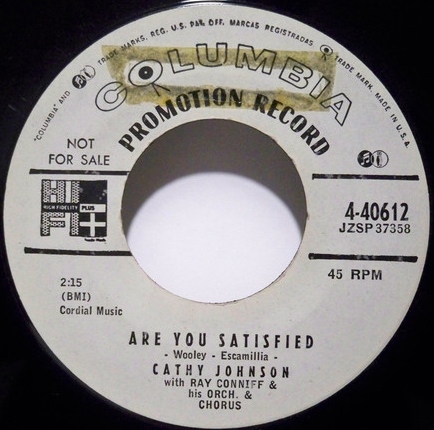 "COLUMBIA" AND TRADE MARKS. REG. U.S. PAT. OFF. MARCAS REGISTRADAS TRADE MARK. MADE IN U.S.A.
COLUMBIA
PROMOTION RECORD
NOT
FOR SALE
HI
HIGH FIDELITY PLUS
FI+
4-40612
JZSP 37358
45 RPM
2:15
(BMI)
Cordial Music
ARE YOU SATISFIED
- Wooley - Escamillia -
CATHY JOHNSON
with RAY CONNIFF &
his ORCH. &
CHORUS